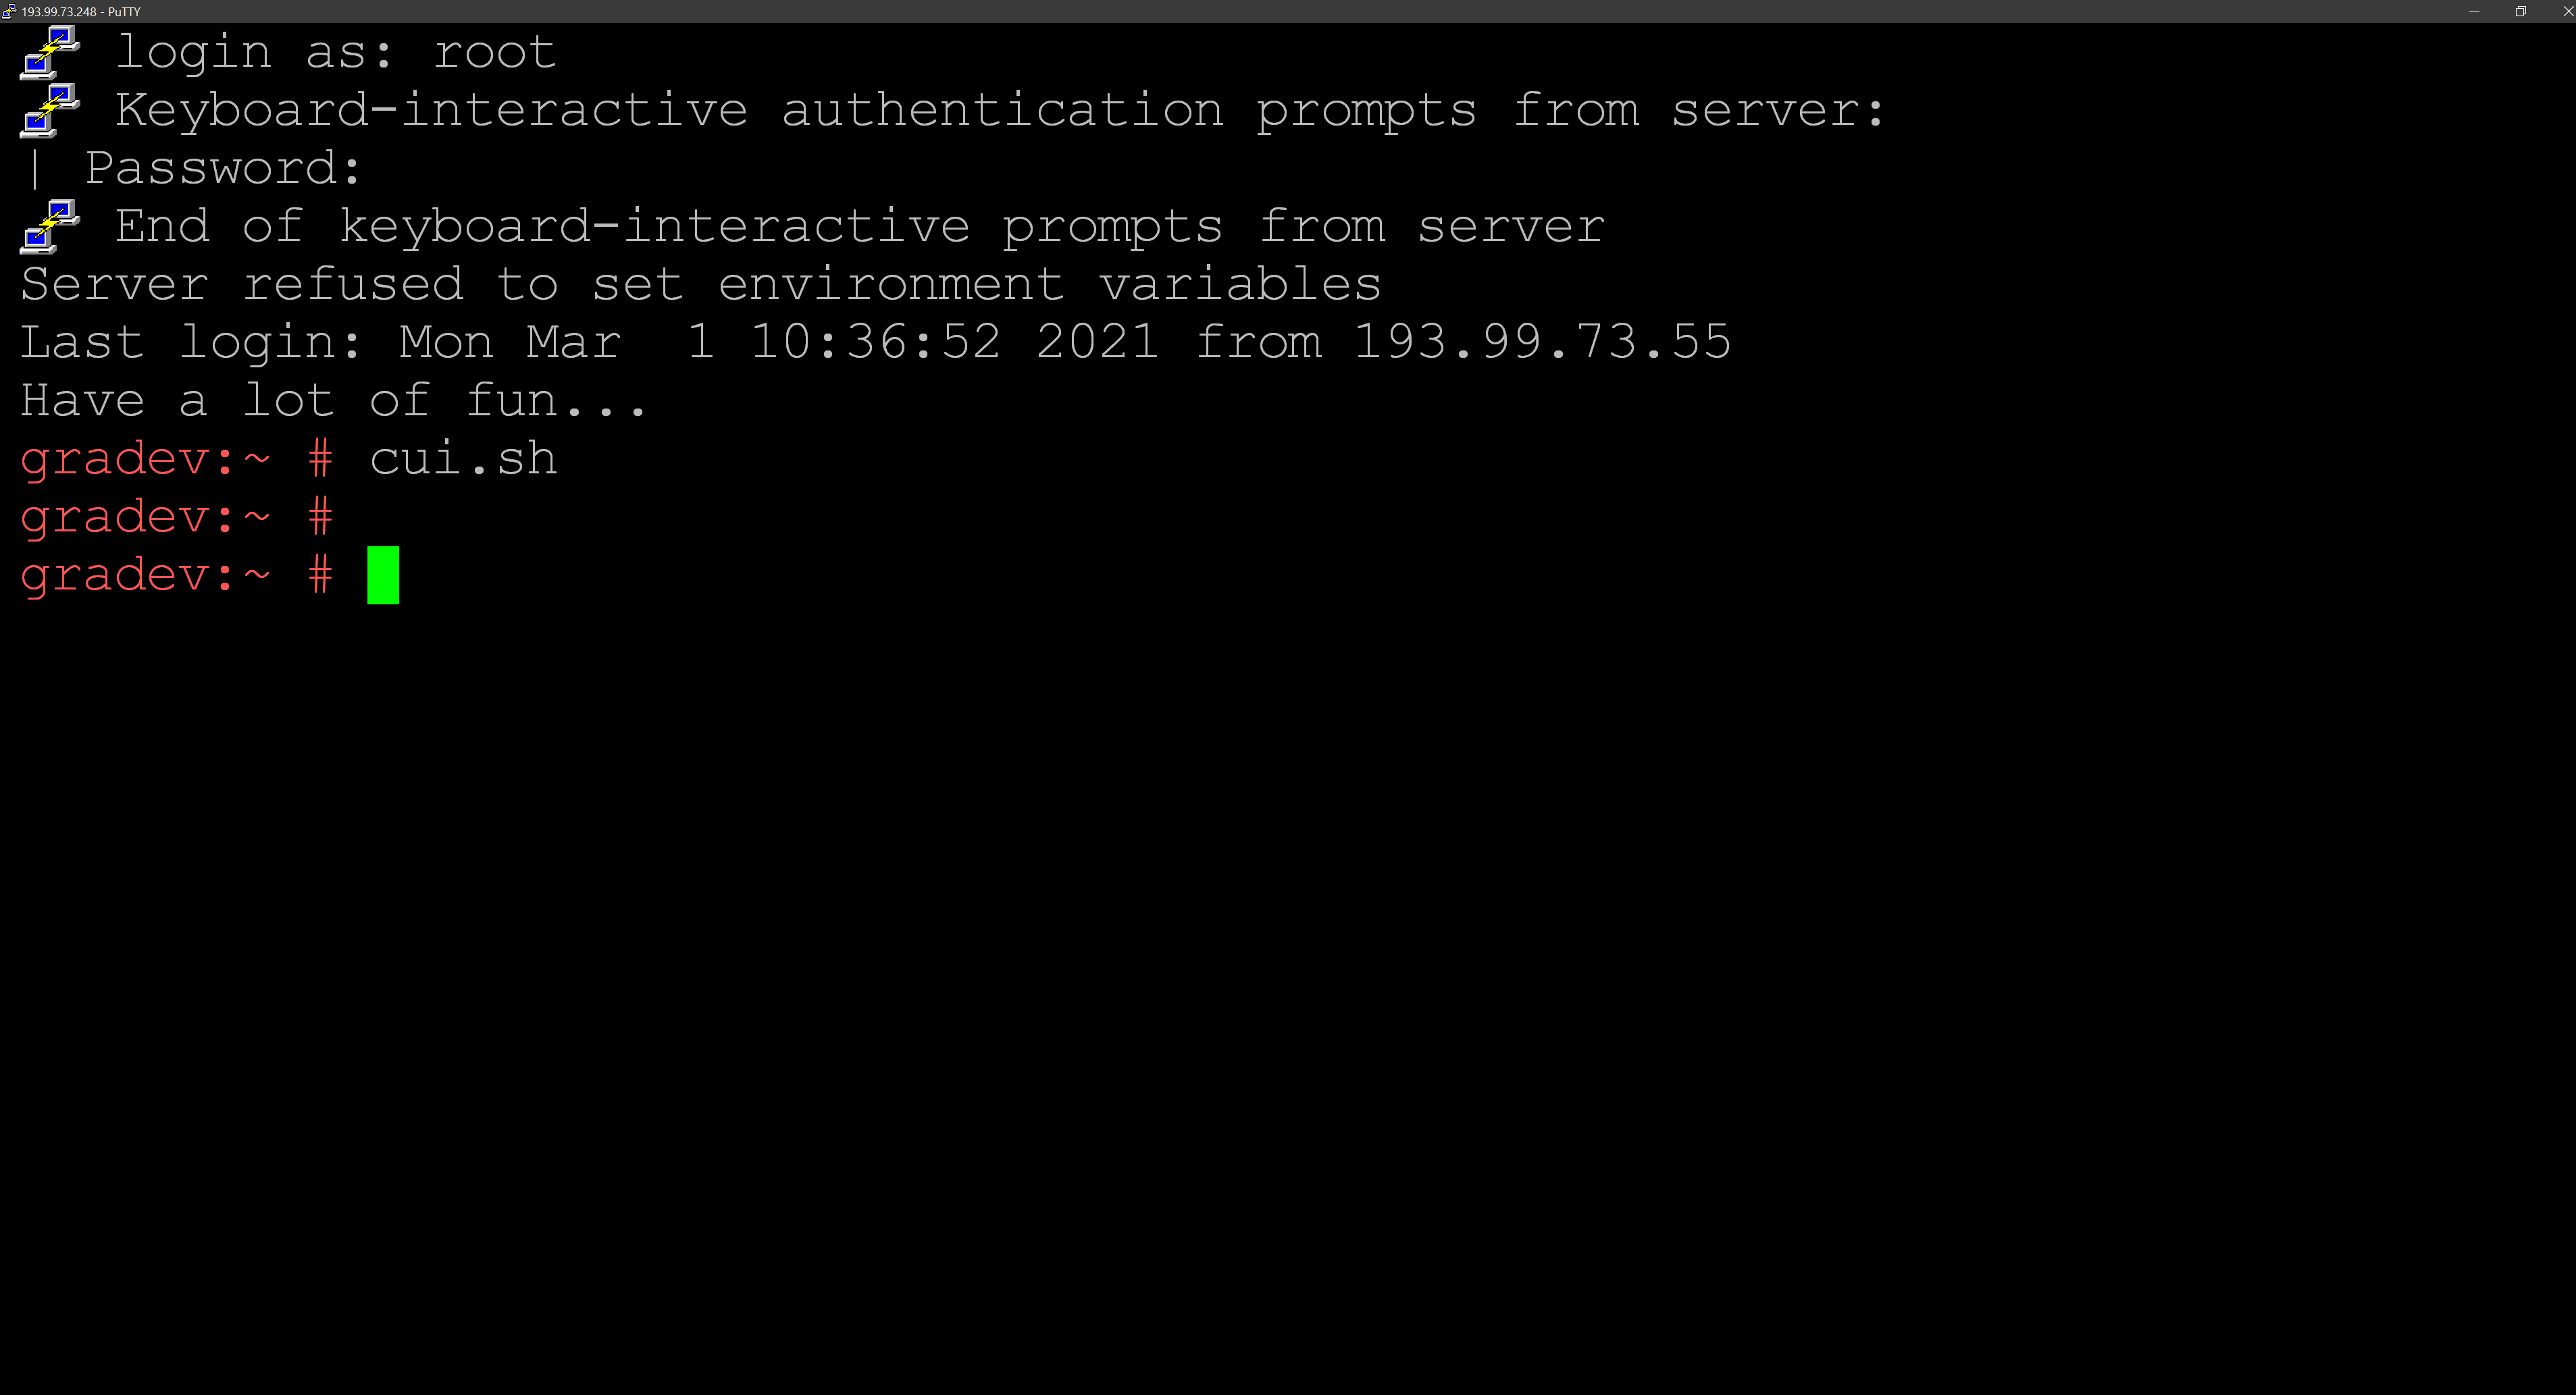 193.99.73.248 - PuTTY
login as: root
Keyboard-interactive authentication prompts from server:
| Password:
End of keyboard-interactive prompts from server
Server refused to set environment variables
Last login: Mon Mar  1 10:36:52 2021 from 193.99.73.55
Have a lot of fun...
gradev:~ # cui.sh
gradev:~ #
gradev:~ #